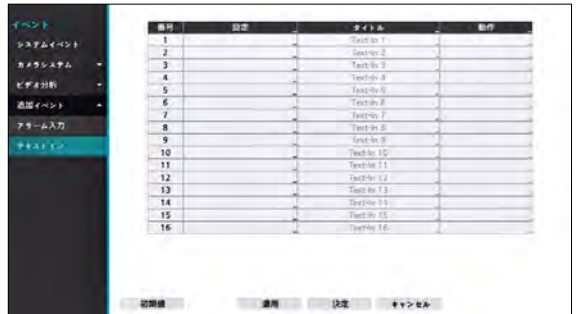 イベント
システムイベント
カメラシステム
ビデオ分析
追加イベント
アラーム入力
テキストイン
番号 設定 タイトル 動作
1 Text-In 1
2 Text-In 2
3 Text-In 3
4 Text-In 4
5 Text-In 5
6 Text-In 6
7 Text-In 7
8 Text-In 8
9 Text-In 9
10 Text-In 10
11 Text-In 11
12 Text-In 12
13 Text-In 13
14 Text-In 14
15 Text-In 15
16 Text-In 16
初期値 適用 決定 キャンセル